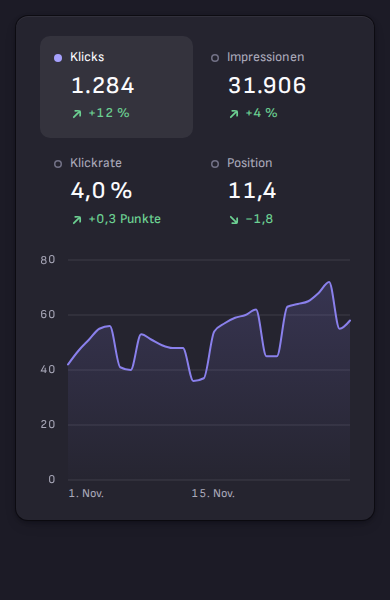 Klicks
1.284
+12 %
Impressionen
31.906
+4 %
Klickrate
4,0 %
+0,3 Punkte
Position
11,4
−1,8
80
60
40
20
0
1. Nov.
15. Nov.